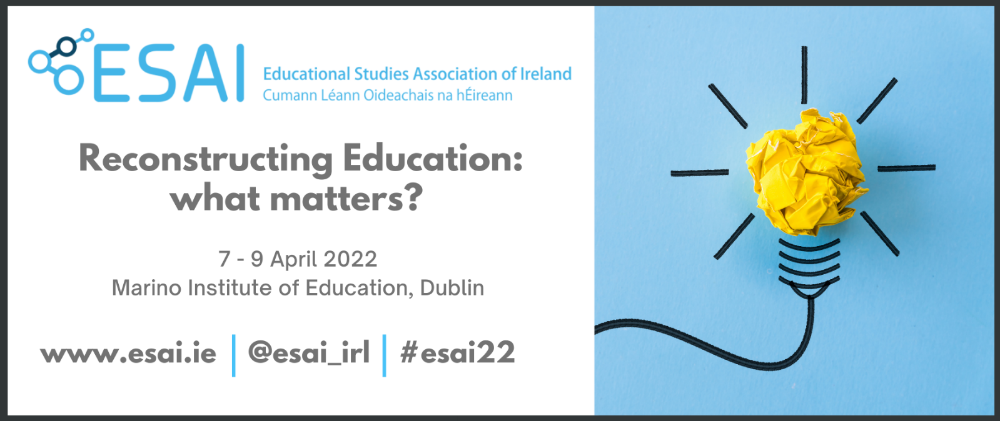 ESAI
Educational Studies Association of Ireland
Cumann Léann Oideachais na hÉireann
Reconstructing Education:
what matters?
7 - 9 April 2022
Marino Institute of Education, Dublin
www.esai.ie | @esai_irl | #esai22